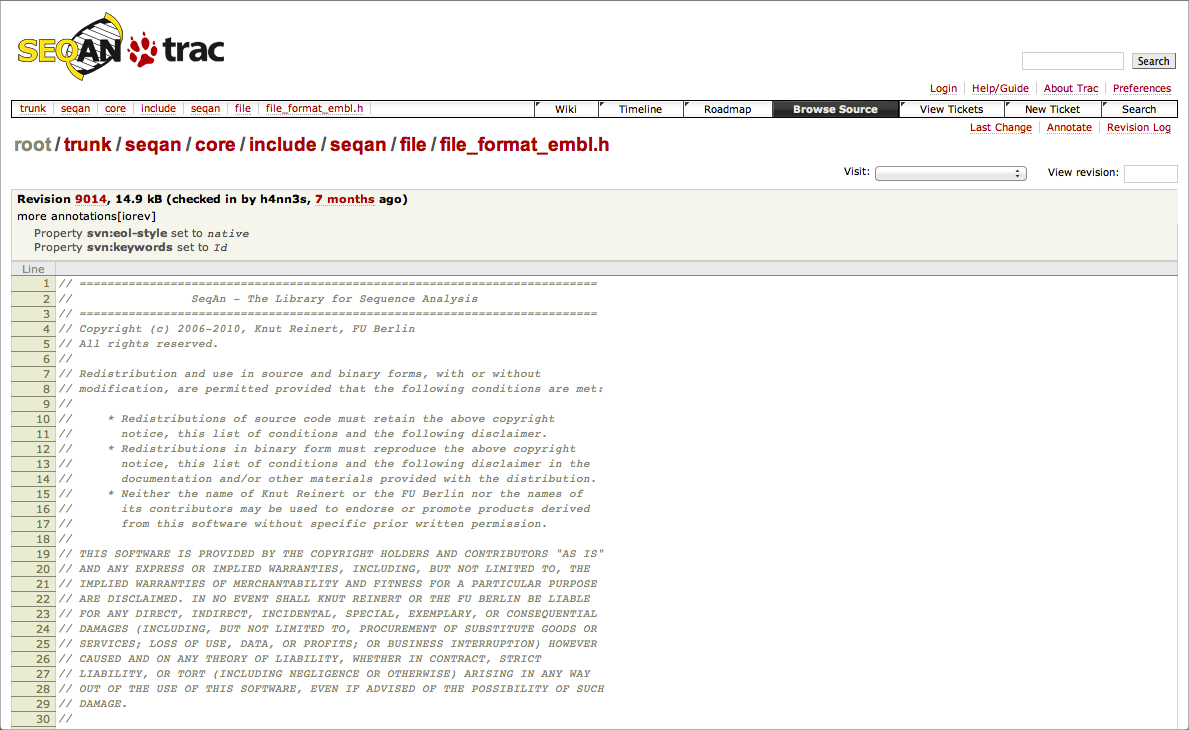 SEQAN trac
Search
Login Help/Guide About Trac Preferences
trunk seqan core include seqan file file_format_embl.h Wiki Timeline Roadmap Browse Source View Tickets New Ticket Search
Last Change Annotate Revision Log
root/trunk/seqan/core/include/seqan/file/file_format_embl.h
Visit: View revision:
Revision 9014, 14.9 kB (checked in by h4nn3s, 7 months ago)
more annotations[iorev]
Property svn:eol-style set to native
Property svn:keywords set to Id
Line
1 // ==========================================================================
2 // SeqAn - The Library for Sequence Analysis
3 // ==========================================================================
4 // Copyright (c) 2006-2010, Knut Reinert, FU Berlin
5 // All rights reserved.
6 //
7 // Redistribution and use in source and binary forms, with or without
8 // modification, are permitted provided that the following conditions are met:
9 //
10 // * Redistributions of source code must retain the above copyright
11 // notice, this list of conditions and the following disclaimer.
12 // * Redistributions in binary form must reproduce the above copyright
13 // notice, this list of conditions and the following disclaimer in the
14 // documentation and/or other materials provided with the distribution.
15 // * Neither the name of Knut Reinert or the FU Berlin nor the names of
16 // its contributors may be used to endorse or promote products derived
17 // from this software without specific prior written permission.
18 //
19 // THIS SOFTWARE IS PROVIDED BY THE COPYRIGHT HOLDERS AND CONTRIBUTORS "AS IS"
20 // AND ANY EXPRESS OR IMPLIED WARRANTIES, INCLUDING, BUT NOT LIMITED TO, THE
21 // IMPLIED WARRANTIES OF MERCHANTABILITY AND FITNESS FOR A PARTICULAR PURPOSE
22 // ARE DISCLAIMED. IN NO EVENT SHALL KNUT REINERT OR THE FU BERLIN BE LIABLE
23 // FOR ANY DIRECT, INDIRECT, INCIDENTAL, SPECIAL, EXEMPLARY, OR CONSEQUENTIAL
24 // DAMAGES (INCLUDING, BUT NOT LIMITED TO, PROCUREMENT OF SUBSTITUTE GOODS OR
25 // SERVICES; LOSS OF USE, DATA, OR PROFITS; OR BUSINESS INTERRUPTION) HOWEVER
26 // CAUSED AND ON ANY THEORY OF LIABILITY, WHETHER IN CONTRACT, STRICT
27 // LIABILITY, OR TORT (INCLUDING NEGLIGENCE OR OTHERWISE) ARISING IN ANY WAY
28 // OUT OF THE USE OF THIS SOFTWARE, EVEN IF ADVISED OF THE POSSIBILITY OF SUCH
29 // DAMAGE.
30 //